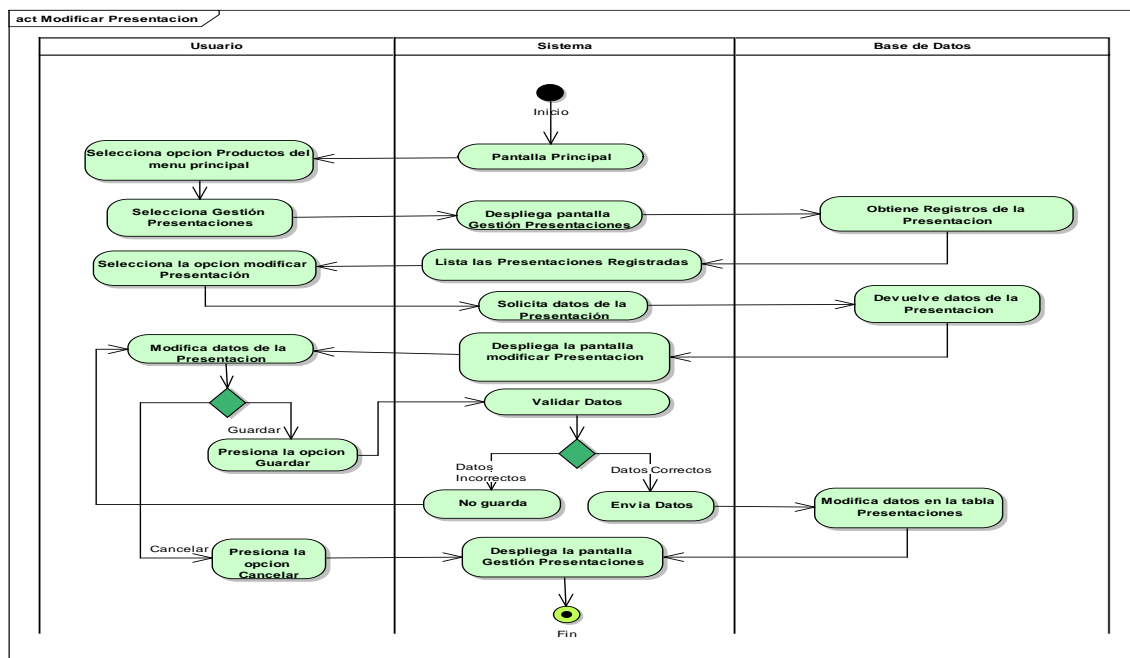 act Modificar Presentacion
Usuario
Sistema
Base de Datos
Inicio
Selecciona opcion Productos del
menu principal
Pantalla Principal
Selecciona Gestión
Presentaciones
Despliega pantalla
Gestión Presentaciones
Obtiene Registros de la
Presentacion
Selecciona la opcion modificar
Presentación
Lista las Presentaciones Registradas
Solicita datos de la
Presentación
Devuelve datos de la
Presentacion
Modifica datos de la
Presentacion
Despliega la pantalla
modificar Presentacion
Validar Datos
Guardar
Presiona la opcion
Guardar
Datos
Incorrectos
Datos Correctos
No guarda
Envia Datos
Modifica datos en la tabla
Presentaciones
Cancelar
Presiona la
opcion
Cancelar
Despliega la pantalla
Gestión Presentaciones
Fin